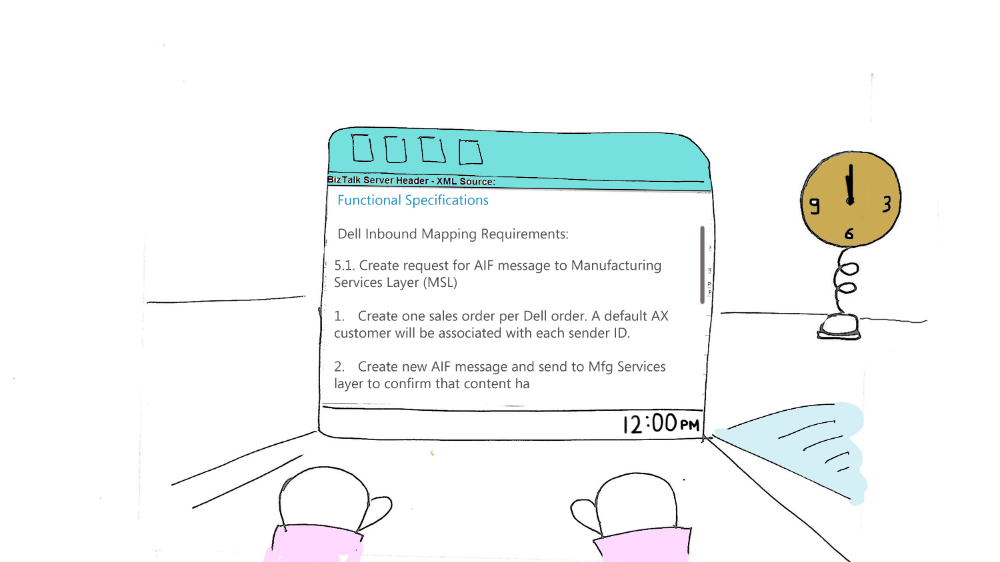 BizTalk Server Header - XML Source:
Functional Specifications
Dell Inbound Mapping Requirements:
5.1. Create request for AIF message to Manufacturing
Services Layer (MSL)
1. Create one sales order per Dell order. A default AX
customer will be associated with each sender ID.
2. Create new AIF message and send to Mfg Services
layer to confirm that content ha
12:00 PM
9 3
6